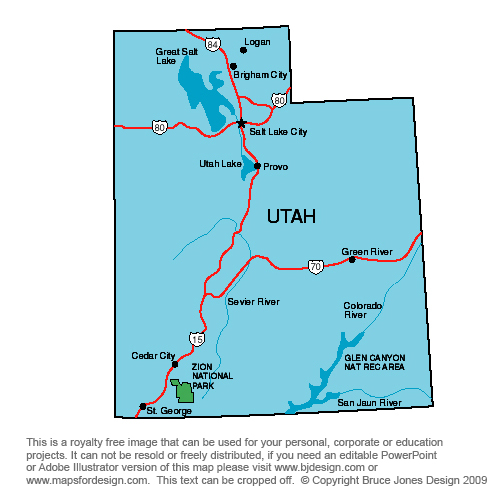 84
Logan
Great Salt
Lake
Brigham City
80
80
Salt Lake City
Utah Lake
Provo
UTAH
Green River
70
Sevier River
Colorado
River
15
Cedar City
ZION
NATIONAL
PARK
GLEN CANYON
NAT REC AREA
San Jaun River
St. George
This is a royalty free image that can be used for your personal, corporate or education
projects. It can not be resold or freely distributed, if you need an editable PowerPoint
or Adobe Illustrator version of this map please visit www.bjdesign.com or
www.mapsfordesign.com. This text can be cropped off. © Copyright Bruce Jones Design 2009